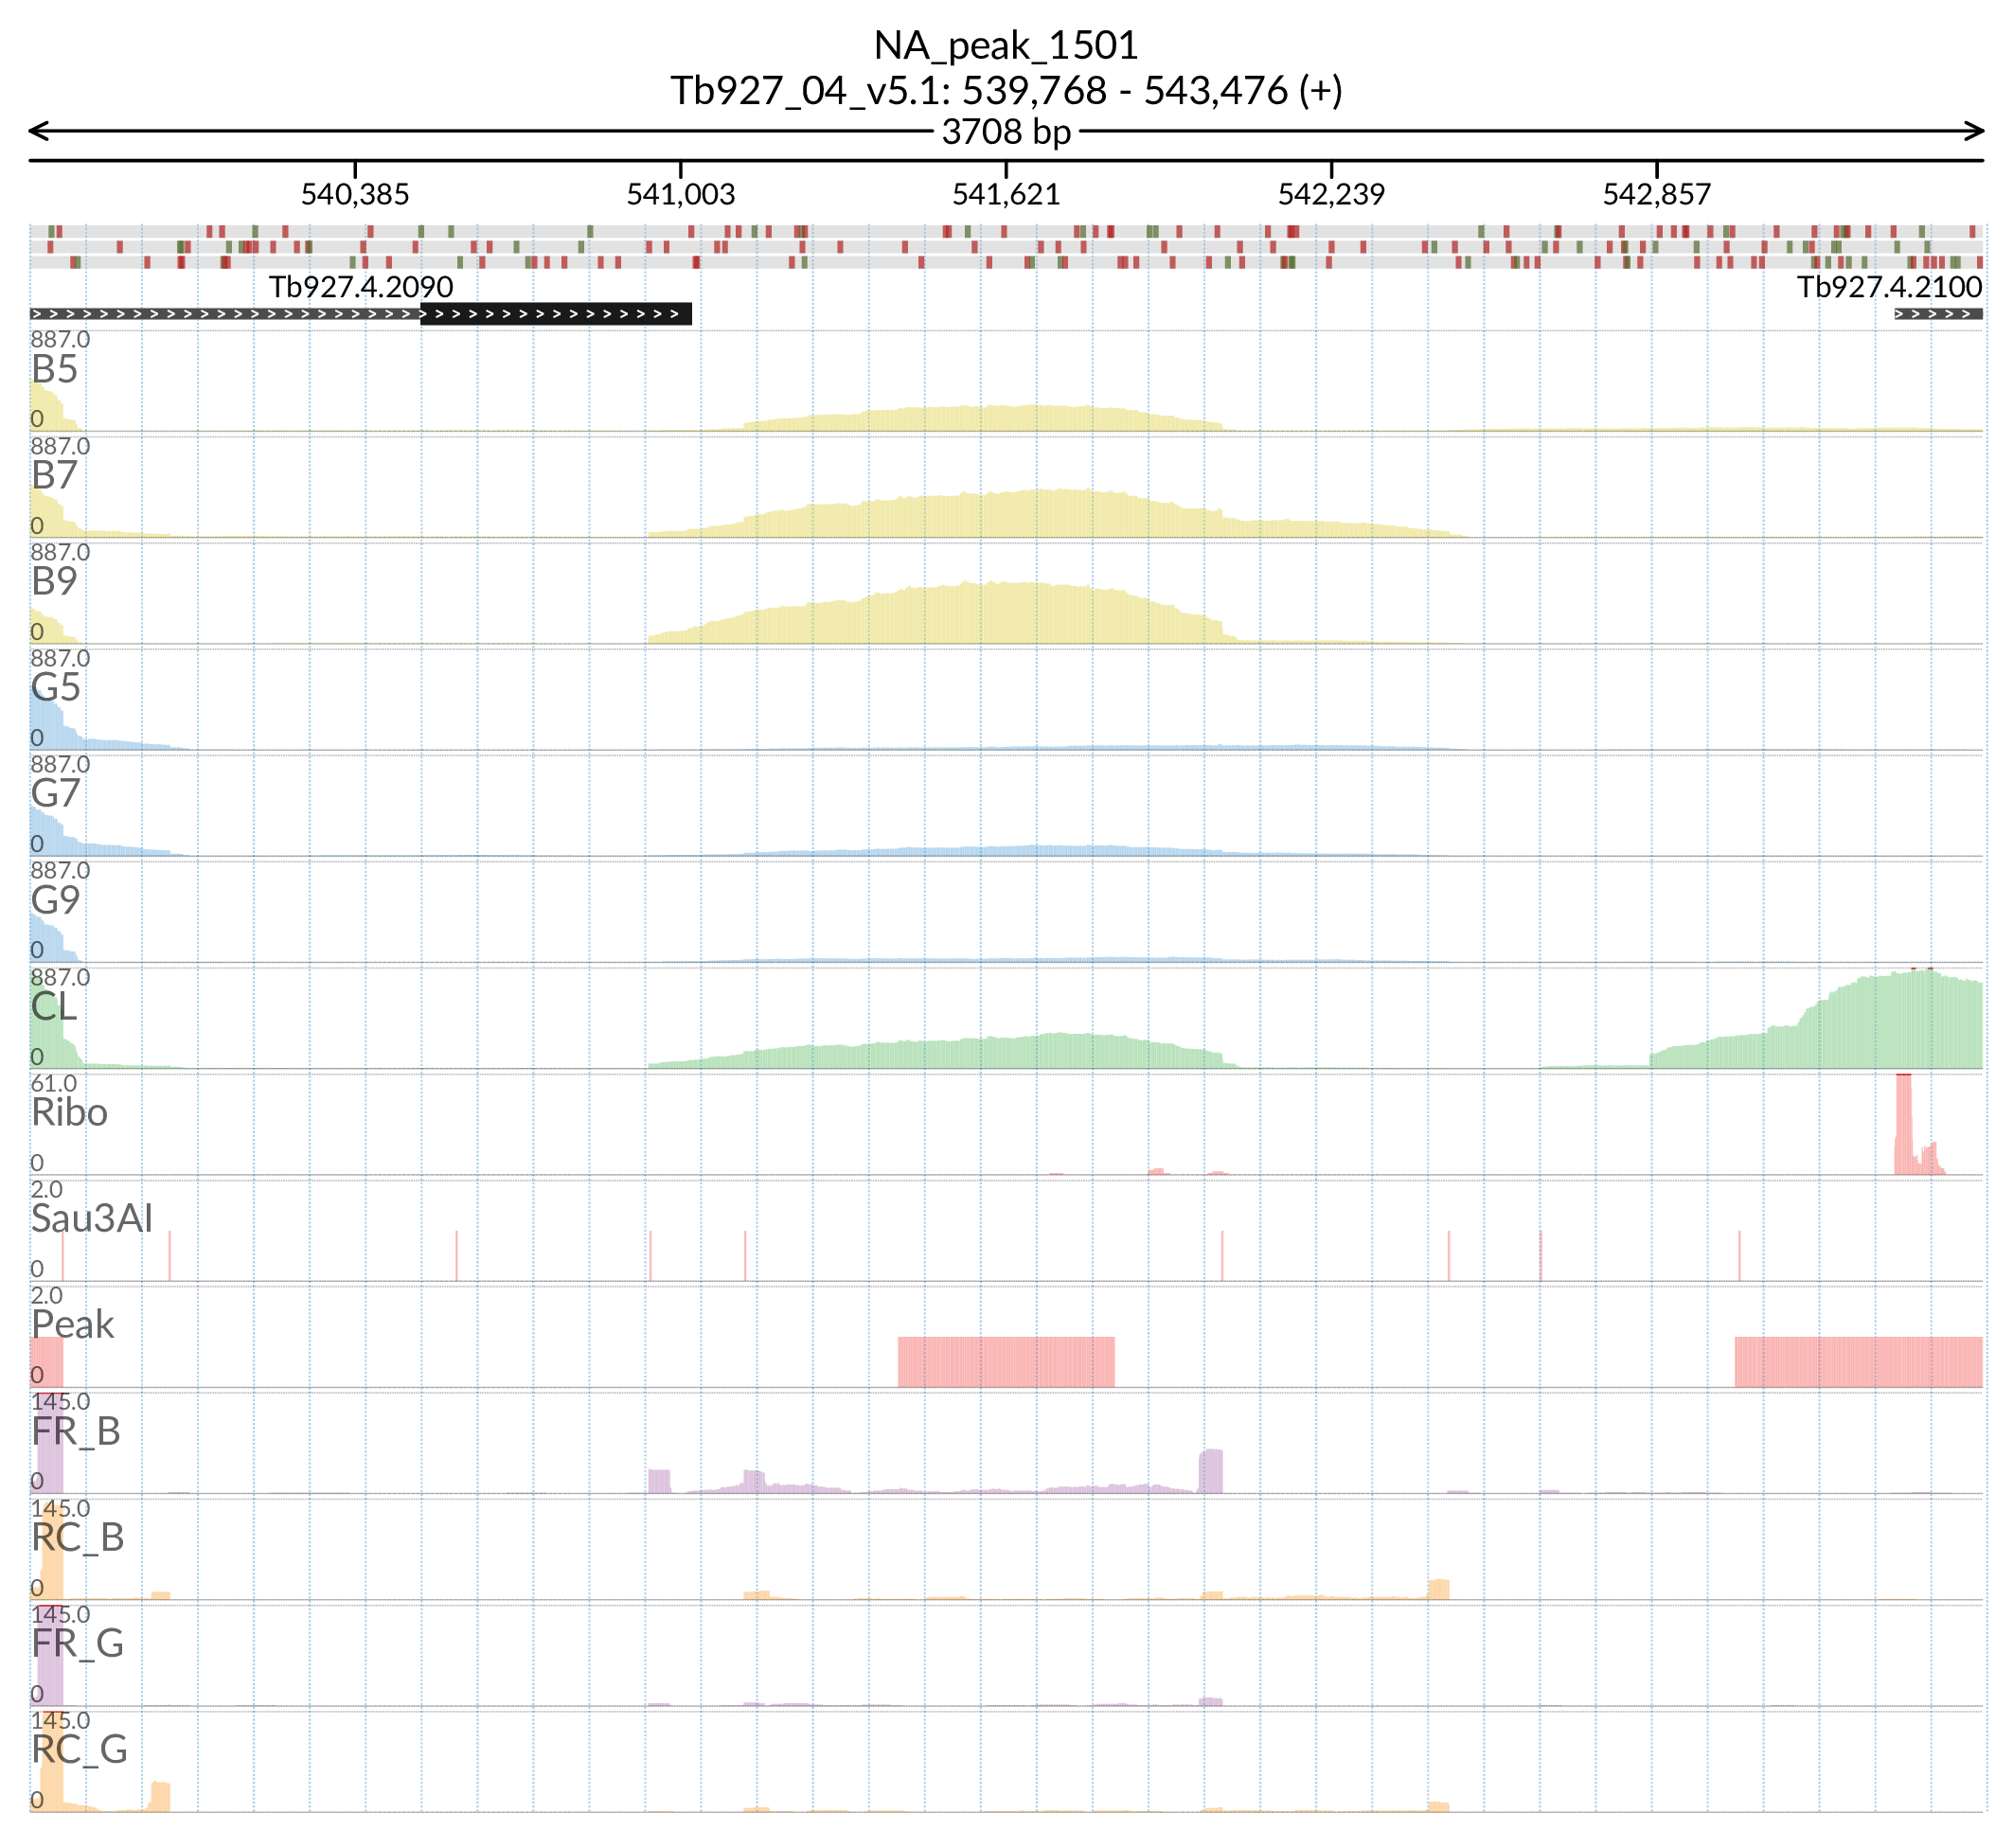 NA_peak_1501
Tb927_04_v5.1: 539,768 - 543,476 (+)
3708 bp
540,385 541,003 541,621 542,239 542,857
Tb927.4.2090 Tb927.4.2100
887.0
B5
0
887.0
B7
0
887.0
B9
0
887.0
G5
0
887.0
G7
0
887.0
G9
0
887.0
CL
0
61.0
Ribo
0
2.0
Sau3AI
0
2.0
Peak
0
145.0
FR_B
0
145.0
RC_B
0
145.0
FR_G
0
145.0
RC_G
0